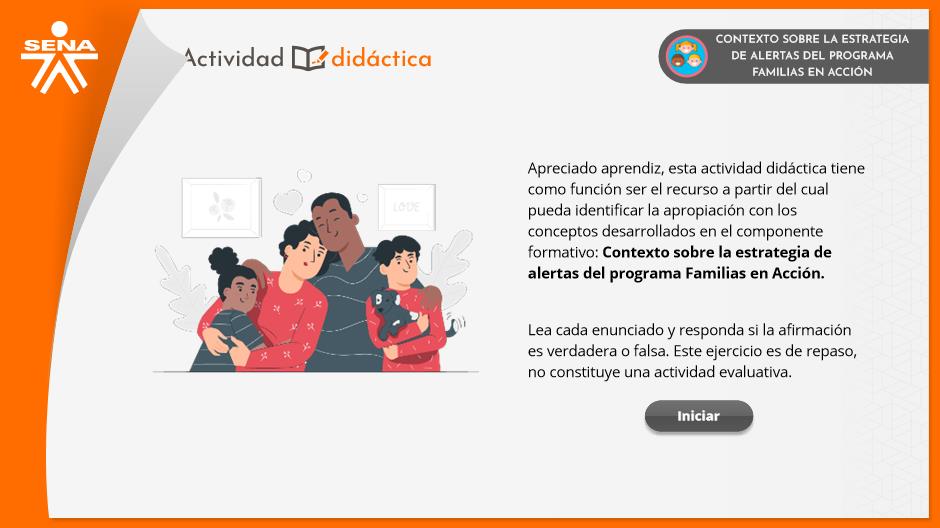 SENA
Actividad didáctica
CONTEXTO SOBRE LA ESTRATEGIA
DE ALERTAS DEL PROGRAMA
FAMILIAS EN ACCIÓN
LOVE
Apreciado aprendiz, esta actividad didáctica tiene
como función ser el recurso a partir del cual
pueda identificar la apropiación con los
conceptos desarrollados en el componente
formativo: Contexto sobre la estrategia de
alertas del programa Familias en Acción.
Lea cada enunciado y responda si la afirmación
es verdadera o falsa. Este ejercicio es de repaso,
no constituye una actividad evaluativa.
Iniciar